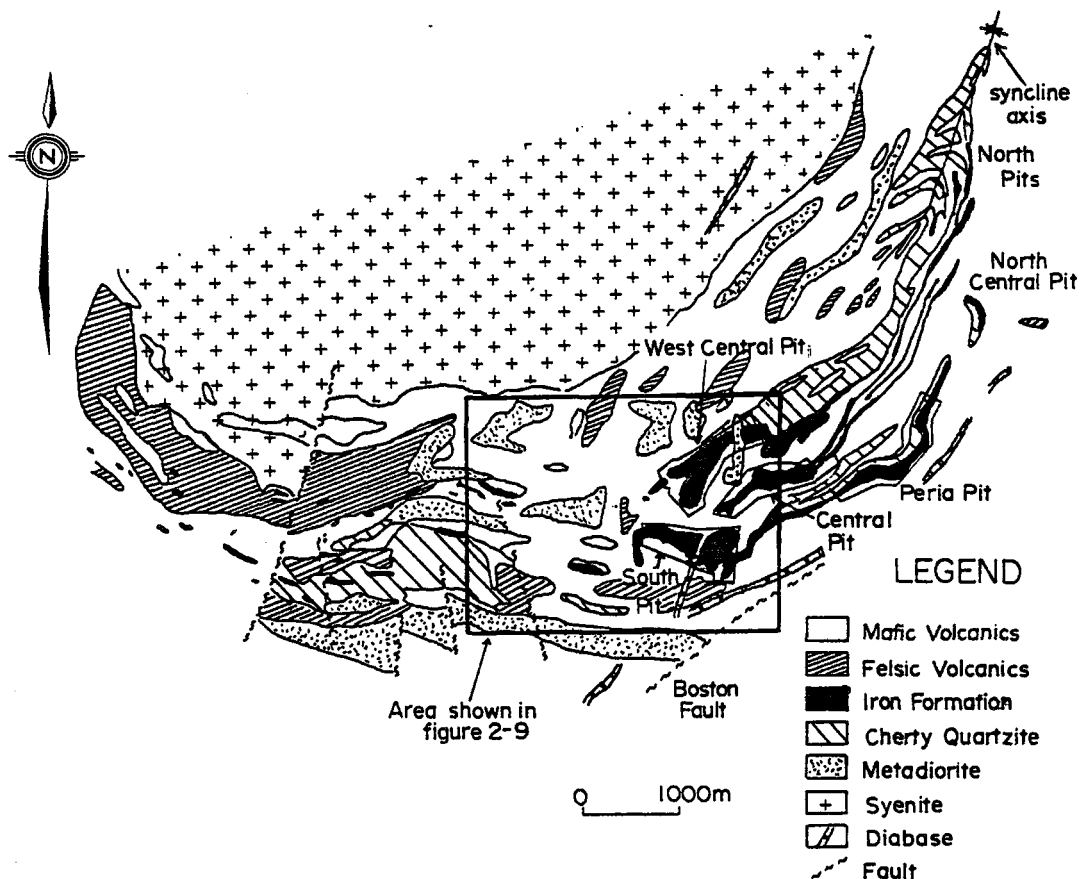 syncline
axis
North
Pits
N
North
Central Pit
West Central Pit
Peria Pit
Central
Pit
South
Pit
Boston
Fault
Area shown in
figure 2-9
0 1000m
LEGEND
Mafic Volcanics
Felsic Volcanics
Iron Formation
Cherty Quartzite
Metadiorite
Syenite
Diabase
Fault